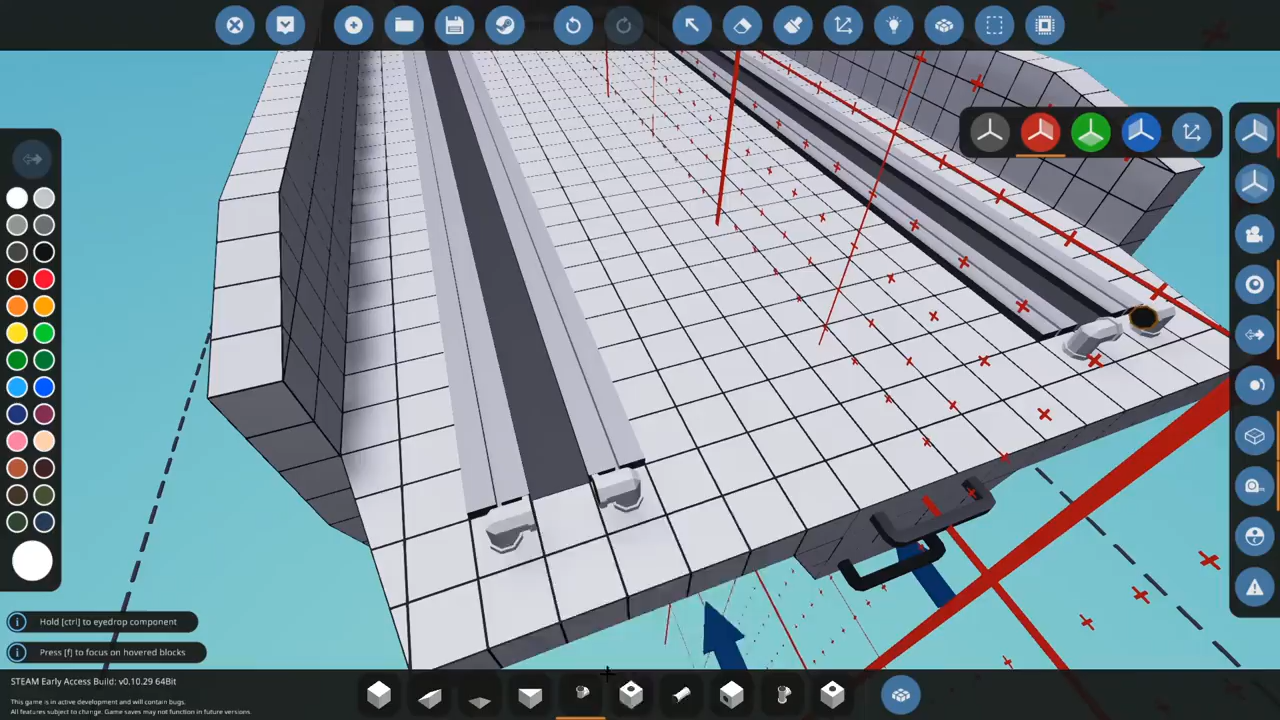 Hold [ctrl] to eyedrop component
Press [f] to focus on hovered blocks
STEAM Early Access Build: v0.10.29 64Bit
This game is in active development and will contain bugs.
All features subject to change. Game saves may not function in future versions.